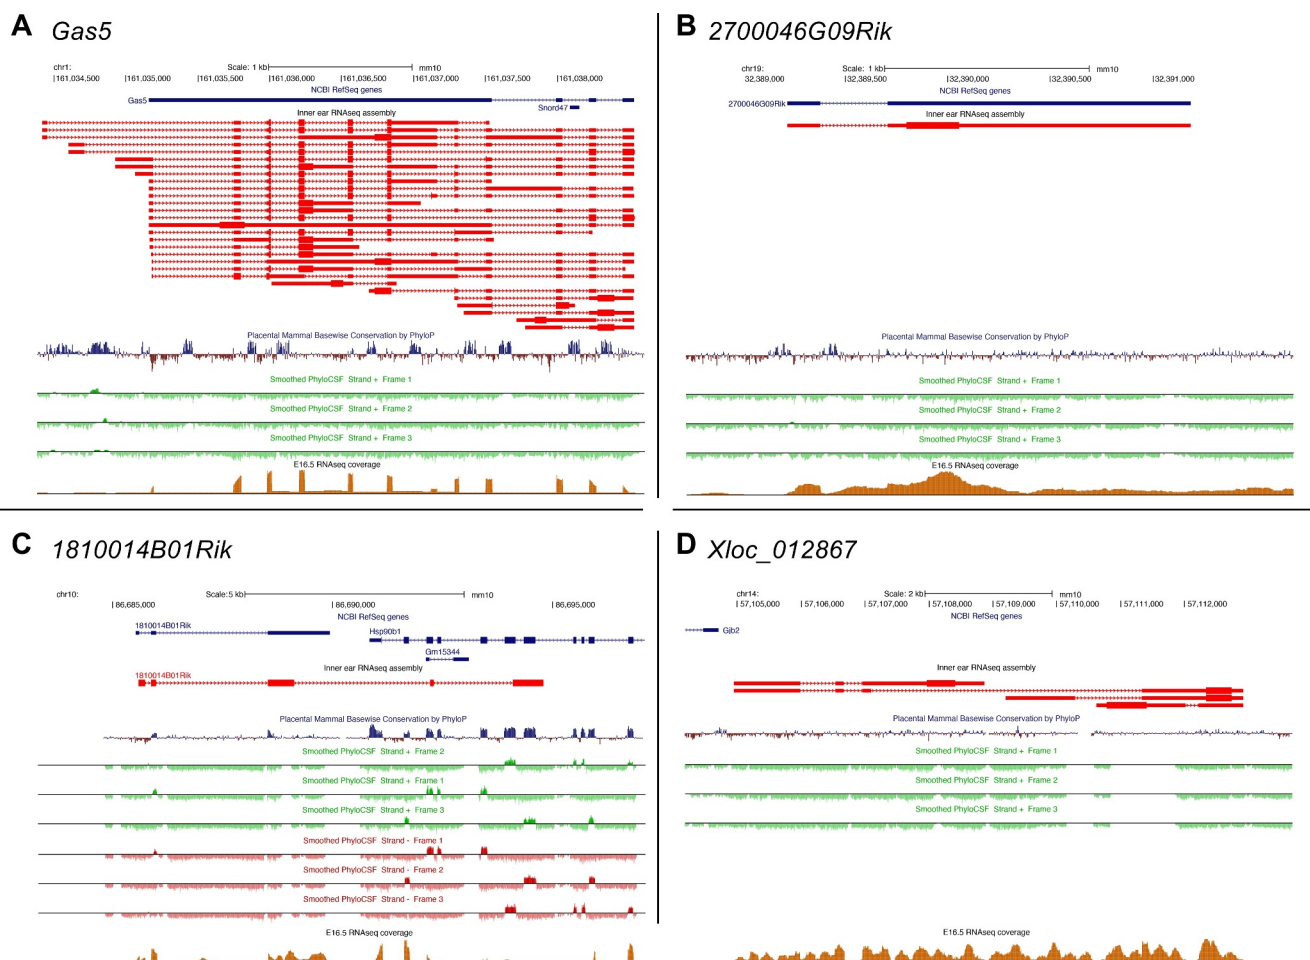 A Gas5
chr1: Scale: 1 kb mm10
|161,034,500 |161,035,000 |161,035,500 |161,036,000 |161,036,500 |161,037,000 |161,037,500 |161,038,000
NCBI RefSeq genes
Gas5
Snord47
Inner ear RNAseq assembly
Placental Mammal Basewise Conservation by PhyloP
Smoothed PhyloCSF Strand + Frame 1
Smoothed PhyloCSF Strand + Frame 2
Smoothed PhyloCSF Strand + Frame 3
E16.5 RNAseq coverage
B 2700046G09Rik
chr19: Scale: 1 kb mm10
32,389,000 |32,389,500 |32,390,000 |32,390,500 |32,391,000
NCBI RefSeq genes
2700046G09Rik
Inner ear RNAseq assembly
Placental Mammal Basewise Conservation by PhyloP
Smoothed PhyloCSF Strand + Frame 1
Smoothed PhyloCSF Strand + Frame 2
Smoothed PhyloCSF Strand + Frame 3
E16.5 RNAseq coverage
C 1810014B01Rik
chr10: Scale: 5 kb mm10
|86,685,000 |86,690,000 |86,695,000
NCBI RefSeq genes
1810014B01Rik
Hsp90b1
Gm15344
Inner ear RNAseq assembly
1810014B01Rik
Placental Mammal Basewise Conservation by PhyloP
Smoothed PhyloCSF Strand + Frame 2
Smoothed PhyloCSF Strand + Frame 1
Smoothed PhyloCSF Strand + Frame 3
Smoothed PhyloCSF Strand - Frame 1
Smoothed PhyloCSF Strand - Frame 2
Smoothed PhyloCSF Strand - Frame 3
E16.5 RNAseq coverage
D Xloc_012867
chr14: Scale: 2 kb mm10
|57,105,000 |57,106,000 |57,107,000 |57,108,000 |57,109,000 |57,110,000 |57,111,000 |57,112,000
NCBI RefSeq genes
Gjb2
Inner ear RNAseq assembly
Placental Mammal Basewise Conservation by PhyloP
Smoothed PhyloCSF Strand + Frame 1
Smoothed PhyloCSF Strand + Frame 2
Smoothed PhyloCSF Strand + Frame 3
E16.5 RNAseq coverage